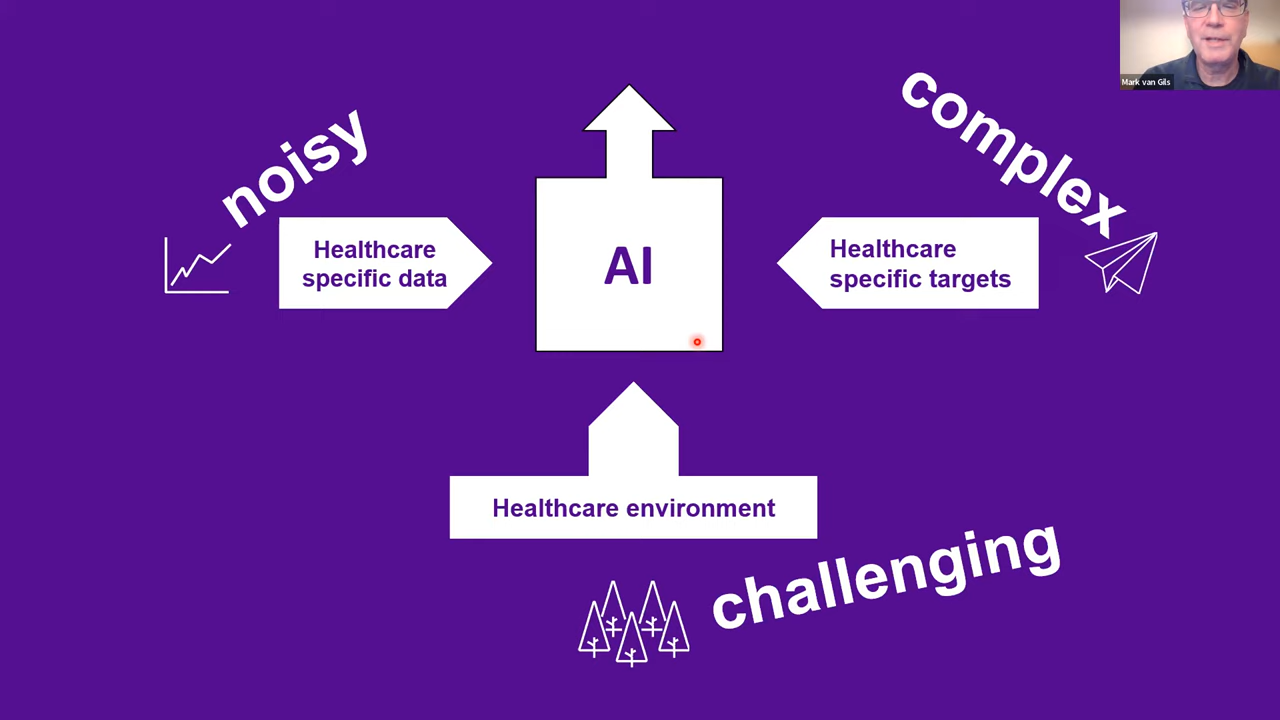 Mark van Gils
noisy
complex
Healthcare
specific data
AI
Healthcare
specific targets
Healthcare environment
challenging